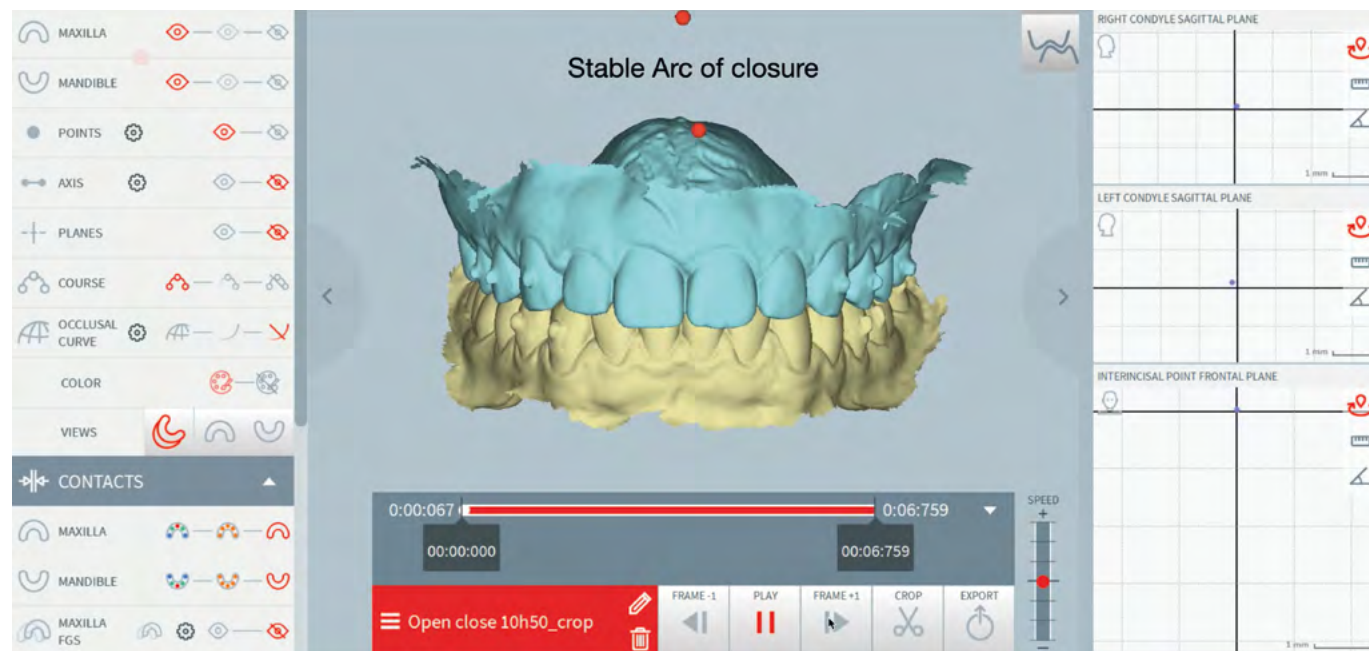 MAXILLA
MANDIBLE
POINTS
AXIS
PLANES
COURSE
OCCLUSAL
CURVE
COLOR
VIEWS
CONTACTS
MAXILLA
MANDIBLE
MAXILLA
FGS
Stable Arc of closure
0:00:067
0:06:759
00:00:000
00:06:759
Open close 10h50_crop
FRAME -1
PLAY
FRAME +1
CROP
EXPORT
SPEED
+
−
RIGHT CONDYLE SAGITTAL PLANE
1 mm
LEFT CONDYLE SAGITTAL PLANE
1 mm
INTERINCISAL POINT FRONTAL PLANE
1 mm